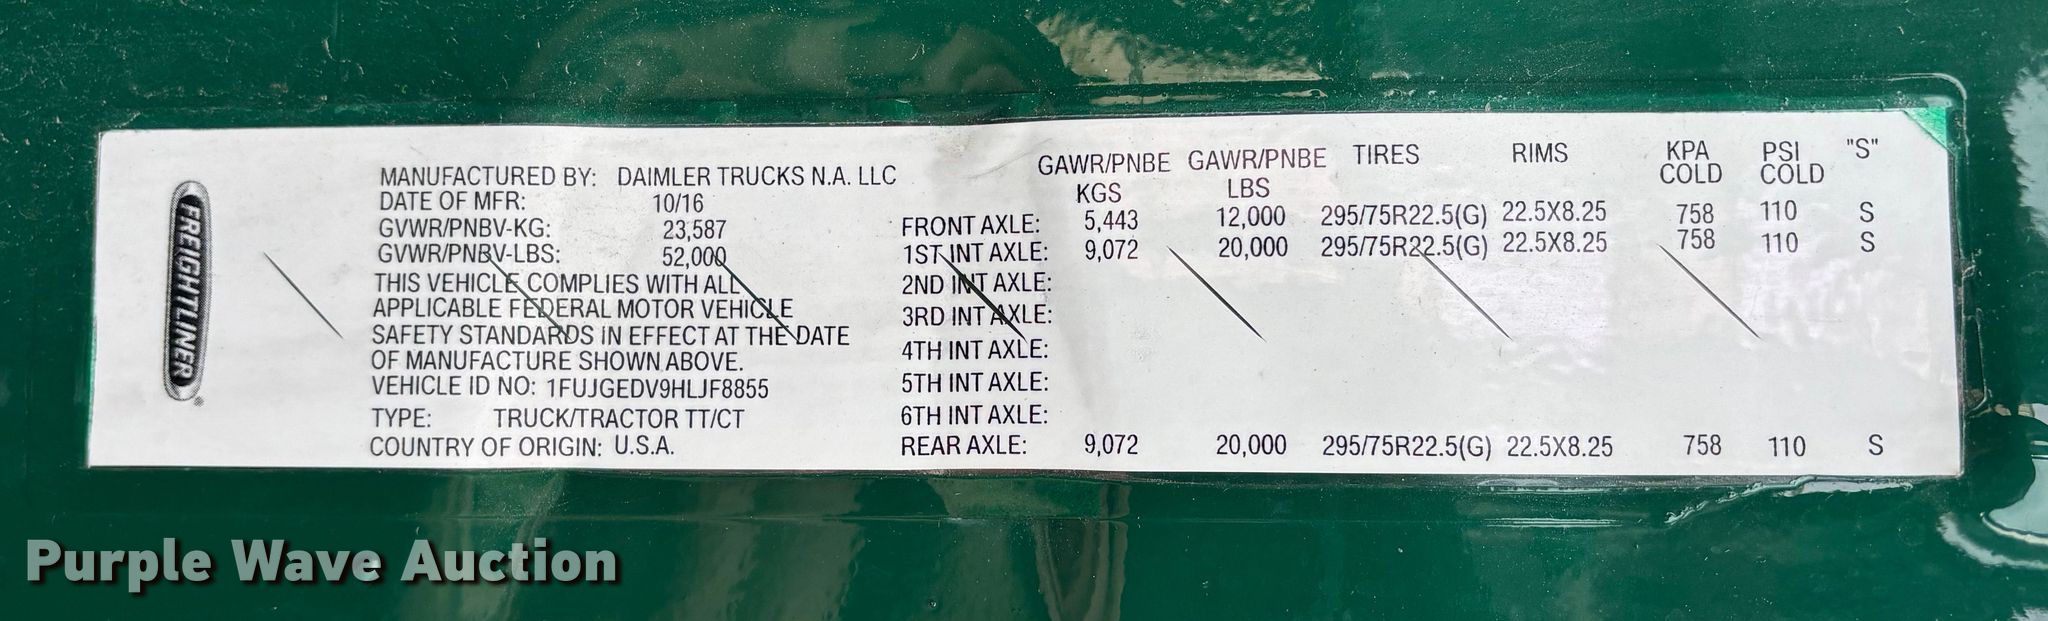 FREIGHTLINER
MANUFACTURED BY: DAIMLER TRUCKS N.A. LLC
DATE OF MFR: 10/16
GVWR/PNBV-KG: 23,587
GVWR/PNBV-LBS: 52,000
THIS VEHICLE COMPLIES WITH ALL
APPLICABLE FEDERAL MOTOR VEHICLE
SAFETY STANDARDS IN EFFECT AT THE DATE
OF MANUFACTURE SHOWN ABOVE.
VEHICLE ID NO: 1FUJGEDV9HLJF8855
TYPE: TRUCK/TRACTOR TT/CT
COUNTRY OF ORIGIN: U.S.A.
GAWR/PNBE GAWR/PNBE TIRES RIMS KPA PSI "S"
KGS LBS COLD COLD
FRONT AXLE: 5,443 12,000 295/75R22.5(G) 22.5X8.25 758 110 S
1ST INT AXLE: 9,072 20,000 295/75R22.5(G) 22.5X8.25 758 110 S
2ND INT AXLE:
3RD INT AXLE:
4TH INT AXLE:
5TH INT AXLE:
6TH INT AXLE:
REAR AXLE: 9,072 20,000 295/75R22.5(G) 22.5X8.25 758 110 S
Purple Wave Auction